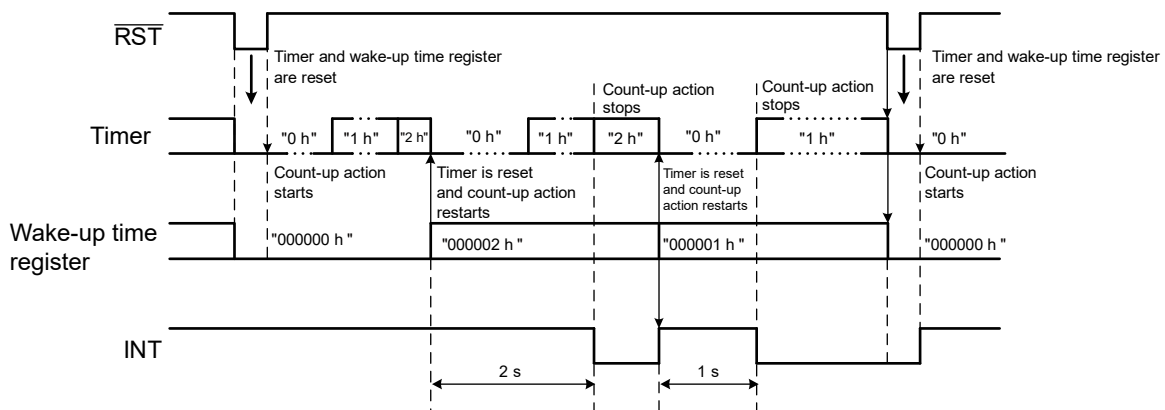 RST
Timer and wake-up time register
are reset
Timer and wake-up time register
are reset
Count-up action
stops
Count-up action
stops
Timer
"0 h"
"1 h"
"2 h"
"0 h"
"1 h"
"2 h"
"0 h"
"1 h"
"0 h"
Count-up action
starts
Timer is reset
and count-up action
restarts
Timer is reset
and count-up
action restarts
Count-up action
starts
Wake-up time
register
"000000 h "
"000002 h "
"000001 h "
"000000 h "
INT
2 s
1 s